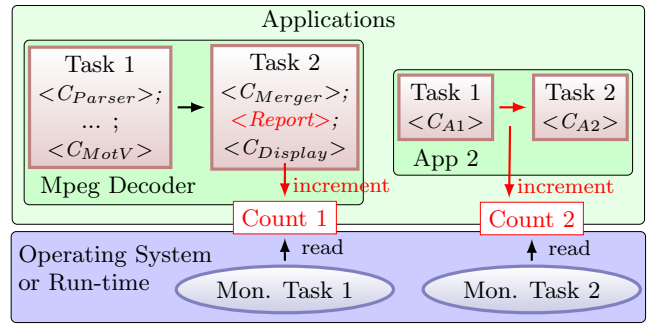 Applications
Task 1
<C_Parser>;
... ;
<C_MotV>
Task 2
<C_Merger>;
<Report>;
<C_Display>
Mpeg Decoder
Task 1
<C_A1>
Task 2
<C_A2>
App 2
increment
increment
Count 1
Count 2
Operating System
or Run-time
read
read
Mon. Task 1
Mon. Task 2